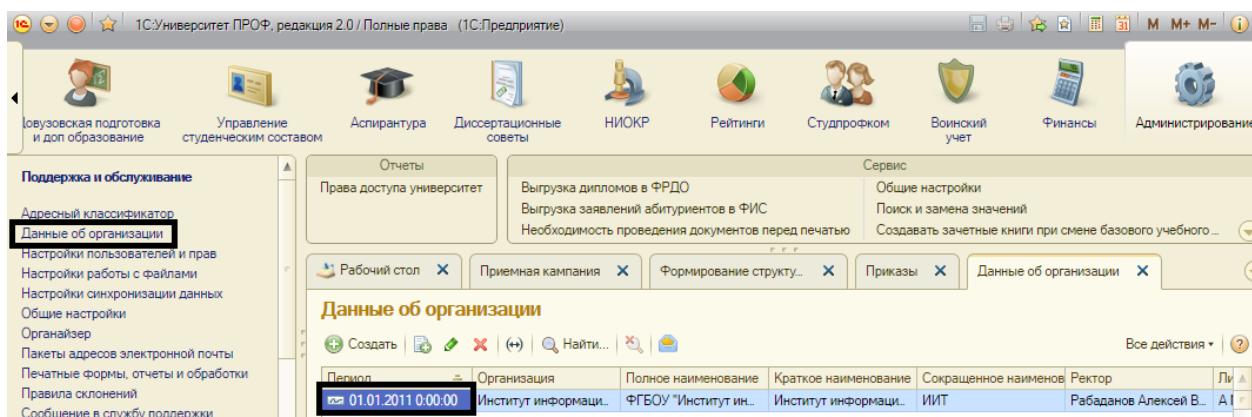 1С:Университет ПРОФ, редакция 2.0 / Полные права (1С:Предприятие)
M M+ M-
31
ювузовская подготовка
и доп образование
Управление
студенческим составом
Аспирантура
Диссертационные
советы
НИОКР
Рейтинги
Студпрофком
Воинский
учет
Финансы
Администрирование
Поддержка и обслуживание
Адресный классификатор
Данные об организации
Настройки пользователей и прав
Настройки работы с файлами
Настройки синхронизации данных
Общие настройки
Органайзер
Пакеты адресов электронной почты
Печатные формы, отчеты и обработки
Правила склонений
Сообщение в службу поддержки
Отчеты
Права доступа университет
Сервис
Выгрузка дипломов в ФРДО
Выгрузка заявлений абитуриентов в ФИС
Необходимость проведения документов перед печатью
Общие настройки
Поиск и замена значений
Создавать зачетные книги при смене базового учебного ...
Рабочий стол
Приемная кампания
Формирование структу...
Приказы
Данные об организации
Данные об организации
Создать
Найти...
Все действия
Период Организация Полное наименование Краткое наименование Сокращенное наименов Ректор Ли
01.01.2011 0:00:00 Институт информаци... ФГБОУ "Институт ин... Институт информаци... ИИТ Рабаданов Алексей В... А